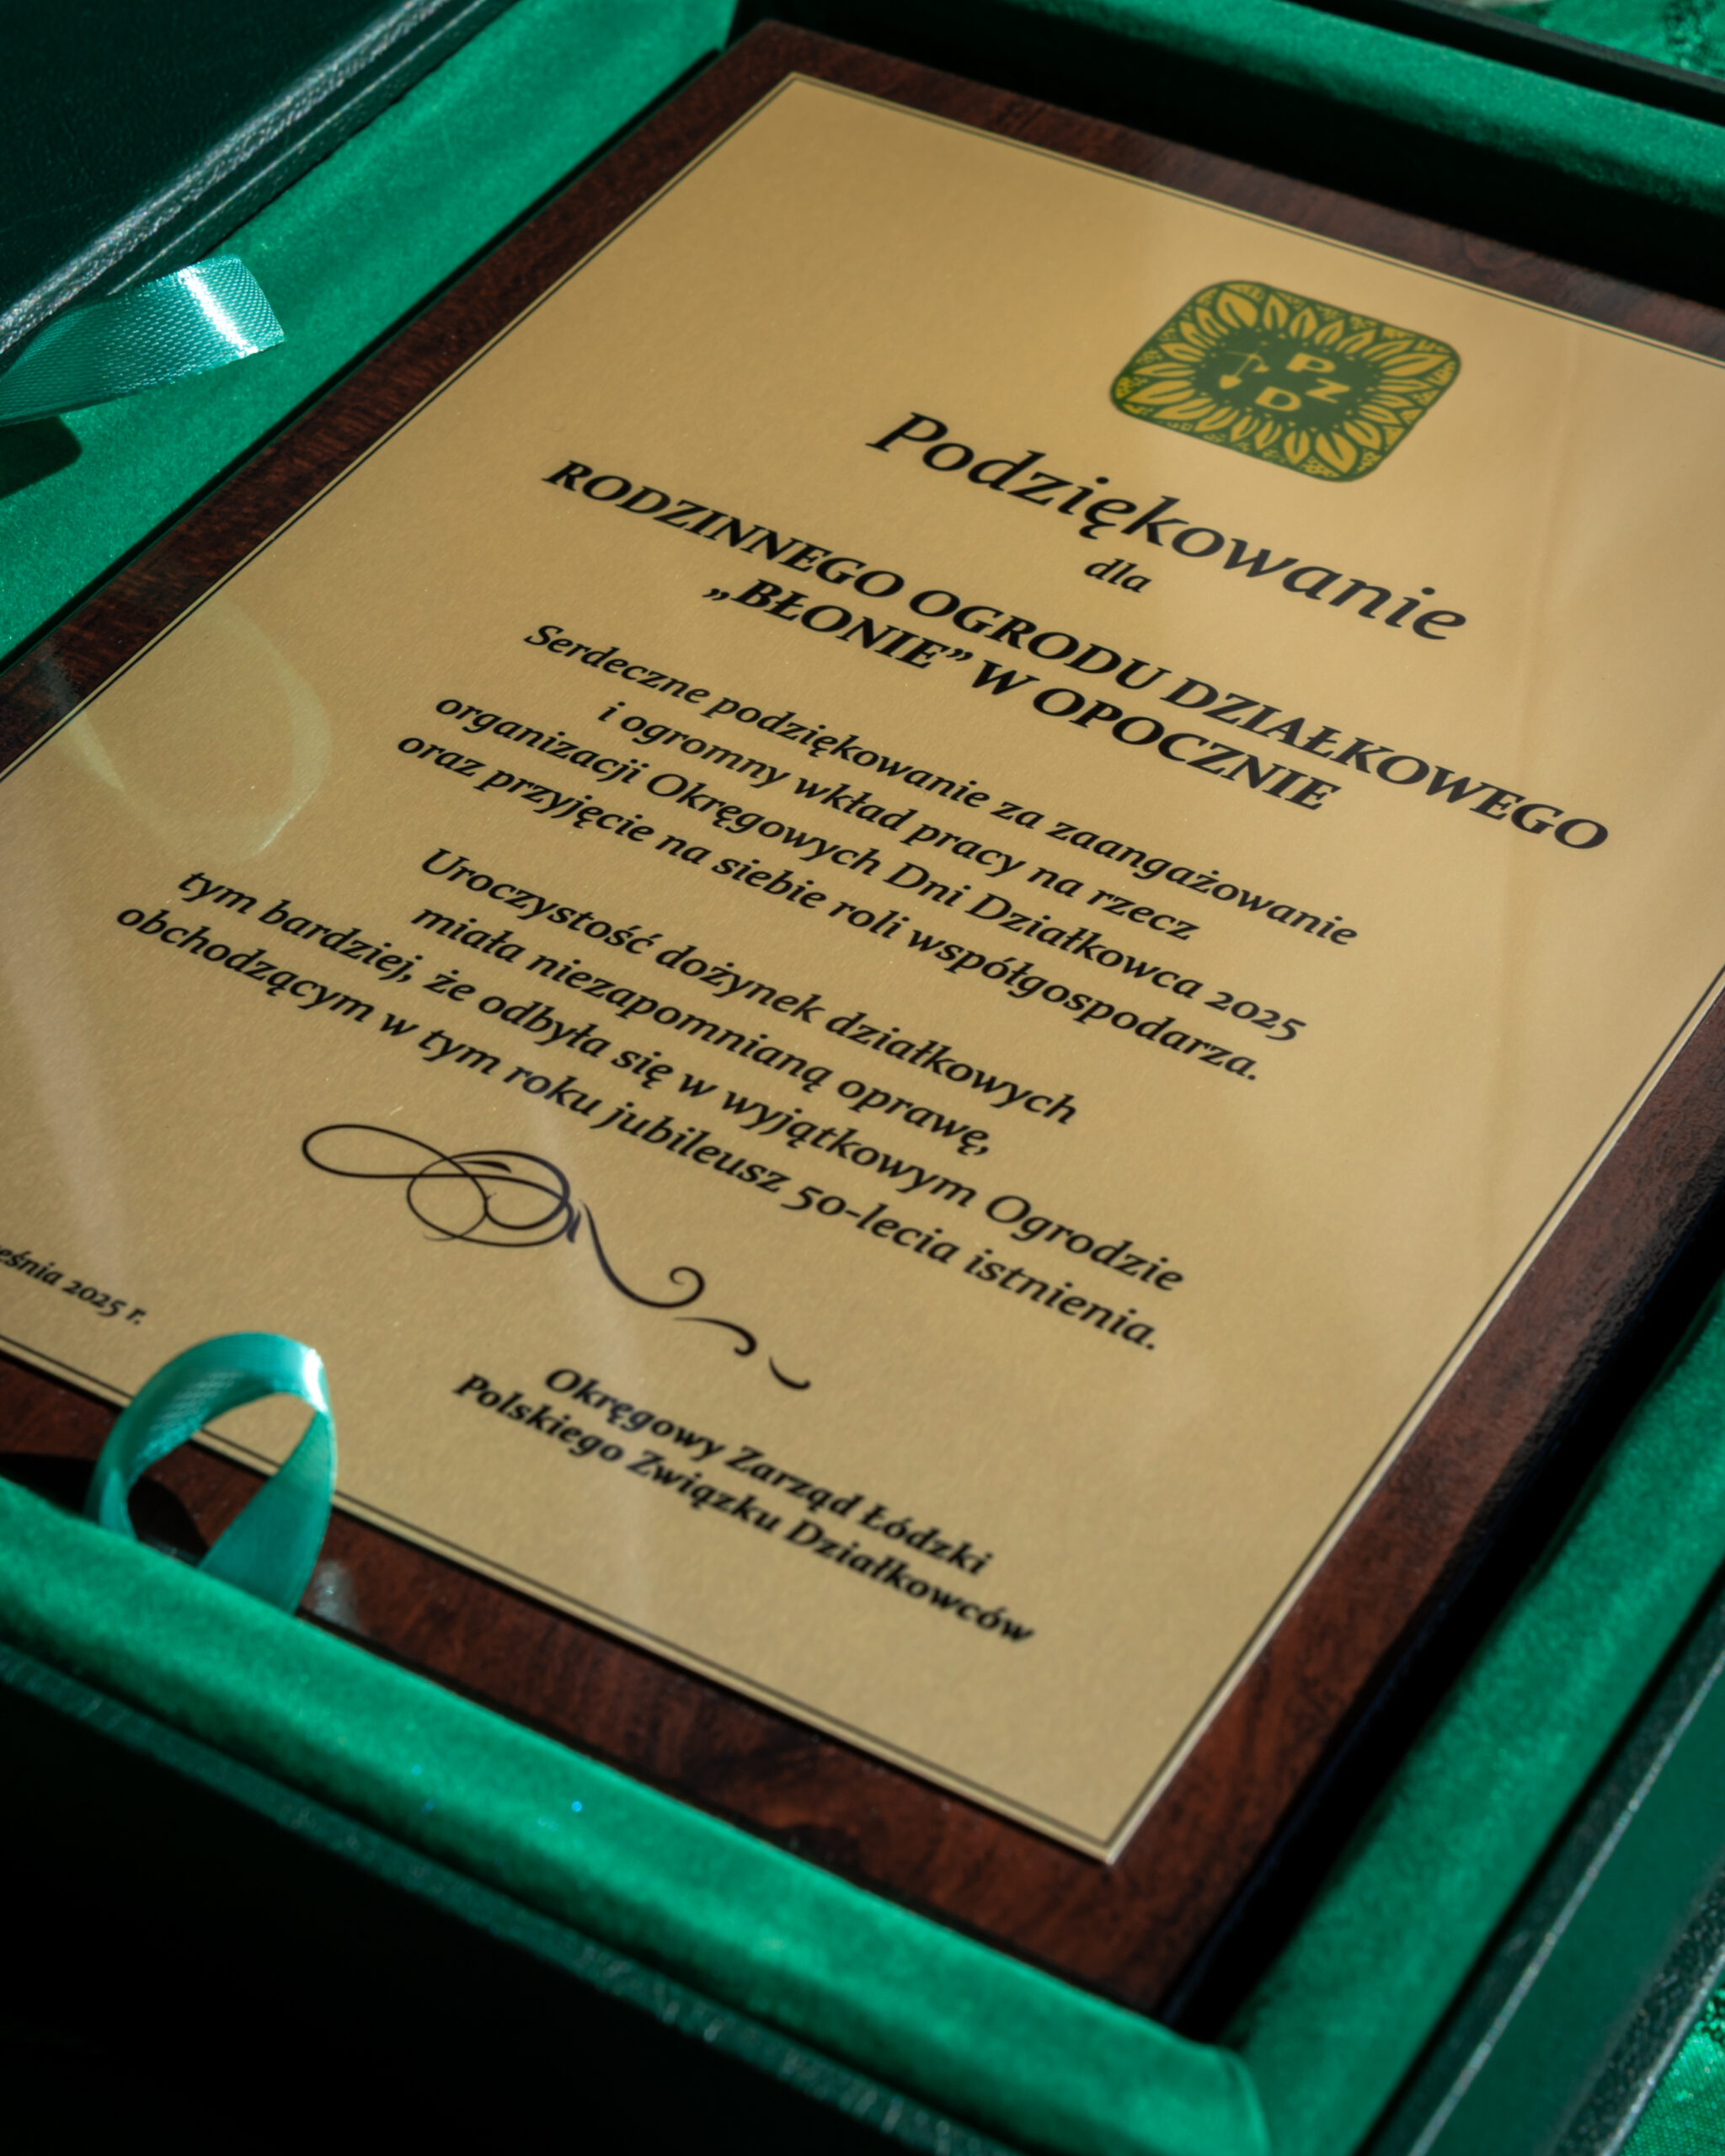 P
Z
D
Podziękowanie
dla
RODZINNEGO OGRODU DZIAŁKOWEGO
„BŁONIE” W OPOCZNIE
Serdeczne podziękowanie za zaangażowanie
i ogromny wkład pracy na rzecz
organizacji Okręgowych Dni Działkowca 2025
oraz przyjęcie na siebie roli współgospodarza.
Uroczystość dożynek działkowych
miała niezapomnianą oprawę,
tym bardziej, że odbyła się w wyjątkowym Ogrodzie
obchodzącym w tym roku jubileusz 50-lecia istnienia.
2025 r.
Okręgowy Zarząd Łódzki
Polskiego Związku Działkowców